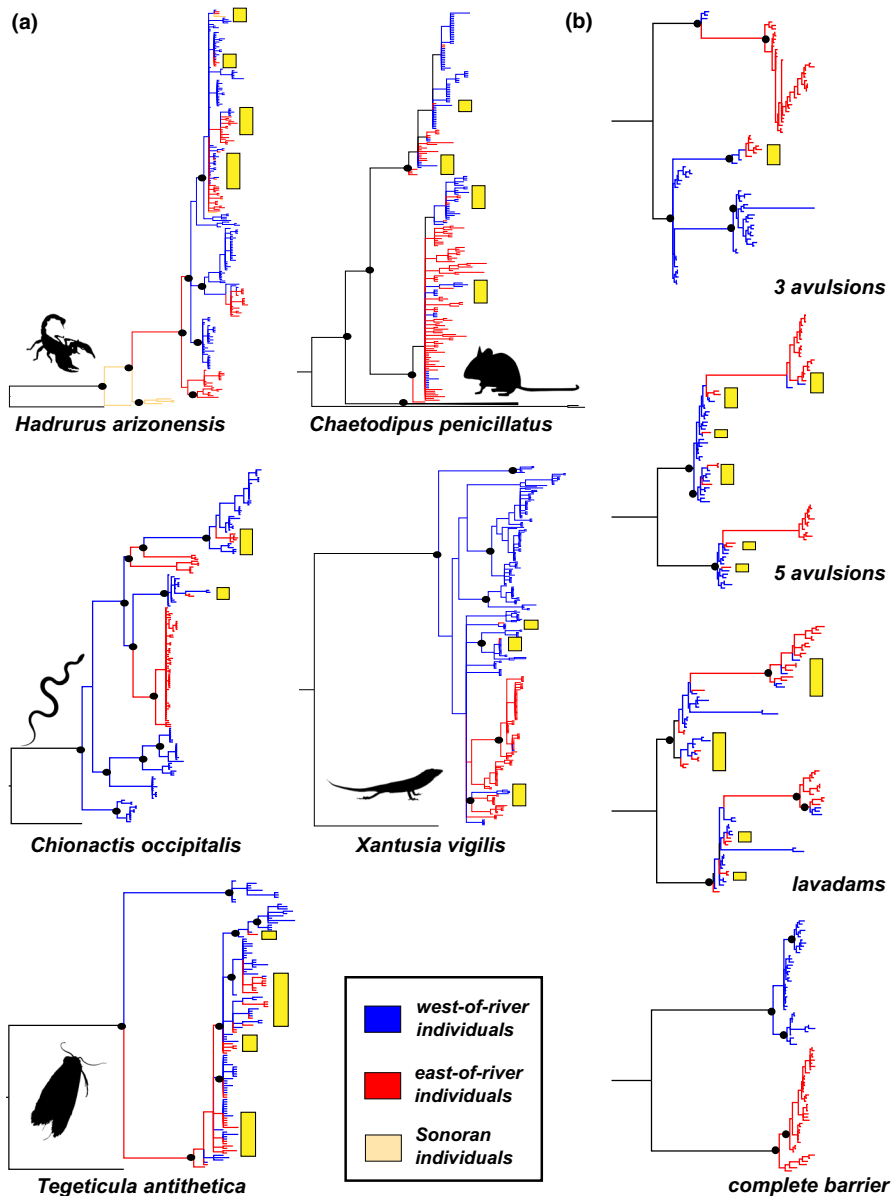 (a)
(b)
3 avulsions
Hadrurus arizonensis
Chaetodipus penicillatus
5 avulsions
Chionactis occipitalis
Xantusia vigilis
lavadams
west-of-river
individuals
east-of-river
individuals
Sonoran
individuals
Tegeticula antithetica
complete barrier